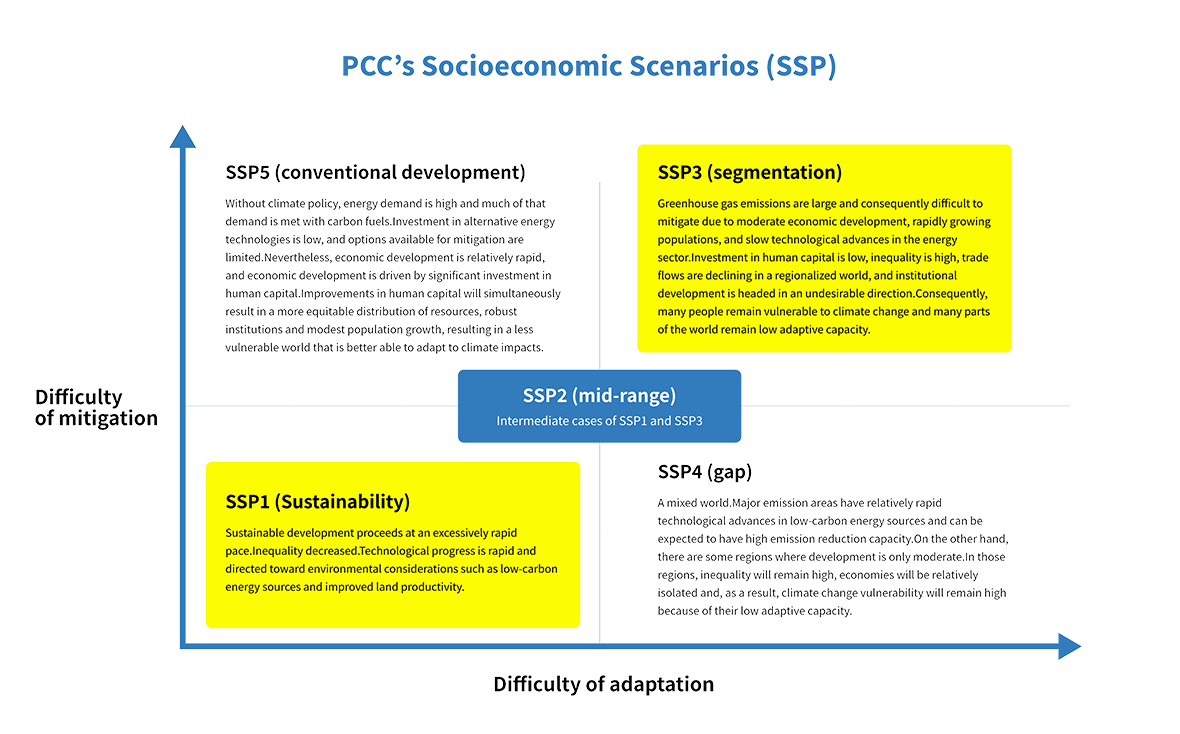 PCC’s Socioeconomic Scenarios (SSP)
SSP5 (conventional development)
Without climate policy, energy demand is high and much of that
demand is met with carbon fuels.Investment in alternative energy
technologies is low, and options available for mitigation are
limited.Nevertheless, economic development is relatively rapid,
and economic development is driven by significant investment in
human capital.Improvements in human capital will simultaneously
result in a more equitable distribution of resources, robust
institutions and modest population growth, resulting in a less
vulnerable world that is better able to adapt to climate impacts.
SSP3 (segmentation)
Greenhouse gas emissions are large and consequently difficult to
mitigate due to moderate economic development, rapidly growing
populations, and slow technological advances in the energy
sector.Investment in human capital is low, inequality is high, trade
flows are declining in a regionalized world, and institutional
development is headed in an undesirable direction.Consequently,
many people remain vulnerable to climate change and many parts
of the world remain low adaptive capacity.
Difficulty
of mitigation
SSP2 (mid-range)
Intermediate cases of SSP1 and SSP3
SSP1 (Sustainability)
Sustainable development proceeds at an excessively rapid
pace.Inequality decreased.Technological progress is rapid and
directed toward environmental considerations such as low-carbon
energy sources and improved land productivity.
SSP4 (gap)
A mixed world.Major emission areas have relatively rapid
technological advances in low-carbon energy sources and can be
expected to have high emission reduction capacity.On the other hand,
there are some regions where development is only moderate.In those
regions, inequality will remain high, economies will be relatively
isolated and, as a result, climate change vulnerability will remain high
because of their low adaptive capacity.
Difficulty of adaptation